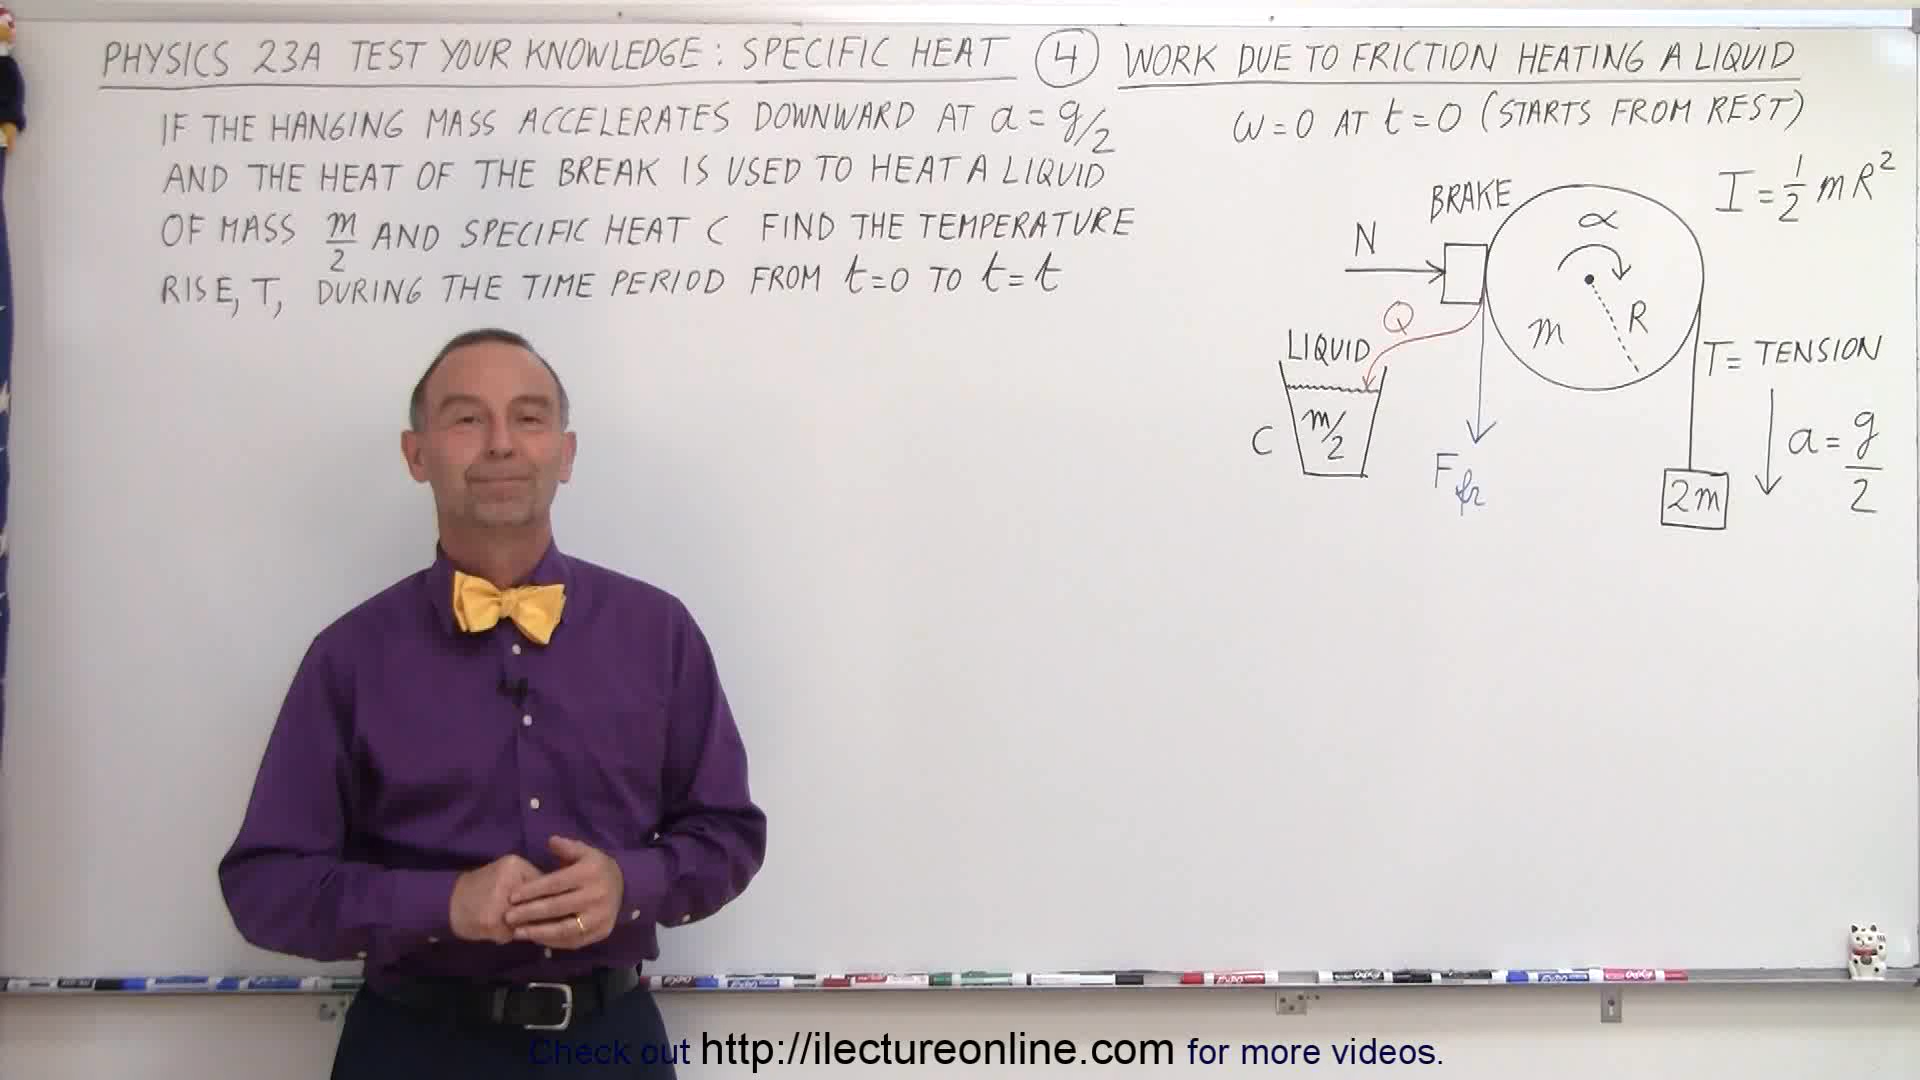 PHYSICS 23A TEST YOUR KNOWLEDGE: SPECIFIC HEAT (4) WORK DUE TO FRICTION HEATING A LIQUID
IF THE HANGING MASS ACCELERATES DOWNWARD AT a = g/2
AND THE HEAT OF THE BREAK IS USED TO HEAT A LIQUID
OF MASS m/2 AND SPECIFIC HEAT C FIND THE TEMPERATURE
RISE, T, DURING THE TIME PERIOD FROM t=0 TO t=t
ω=0 AT t=0 (STARTS FROM REST)
I = 1/2 mR²
BRAKE
α
N
R
m
Q
LIQUID
T= TENSION
m/2
C
a = g/2
Ffr
2m
Check out http://ilectureonline.com for more videos.